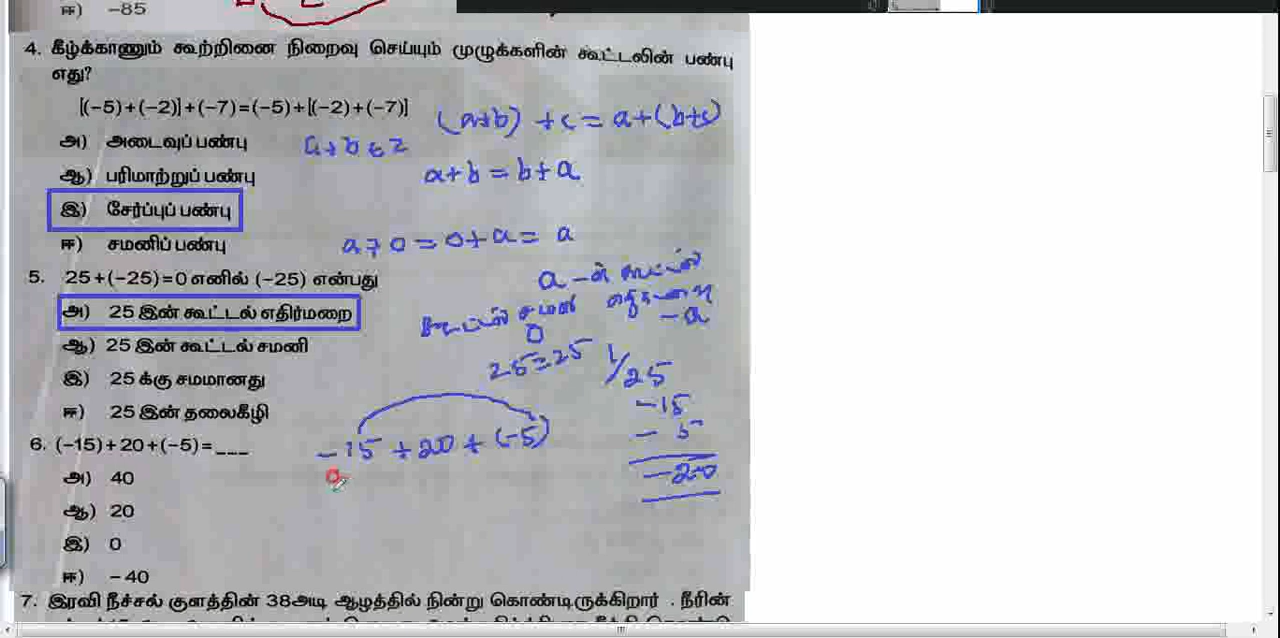 ஈ) -85
4. கீழ்க்காணும் கூற்றினை நிறைவு செய்யும் முழுக்களின் கூட்டலின் பண்பு
எது?
[(-5)+(-2)]+(-7)=(-5)+[(-2)+(-7)]
(a+b) + c = a+(b+c)
அ) அடைவுப் பண்பு
a+b ∈ z
ஆ) பரிமாற்றுப் பண்பு
a+b = b+a
இ) சேர்ப்புப் பண்பு
ஈ) சமனிப் பண்பு
a+0 = 0+a = a
5. 25+(-25)=0 எனில் (-25) என்பது
a -ன் கூட்டல்
அ) 25 இன் கூட்டல் எதிர்மறை
கூட்டல் சமனி
-a
0
ஆ) 25 இன் கூட்டல் சமனி
25=25 1/25
இ) 25 க்கு சமமானது
ஈ) 25 இன் தலைகீழி
-15
- 5
-20
6. (-15)+20+(-5)=___
-15 + 20 + (-5)
அ) 40
ஆ) 20
இ) 0
ஈ) -40
7. இரவி நீச்சல் குளத்தின் 38அடி ஆழத்தில் நின்று கொண்டிருக்கிறார் . நீரின்